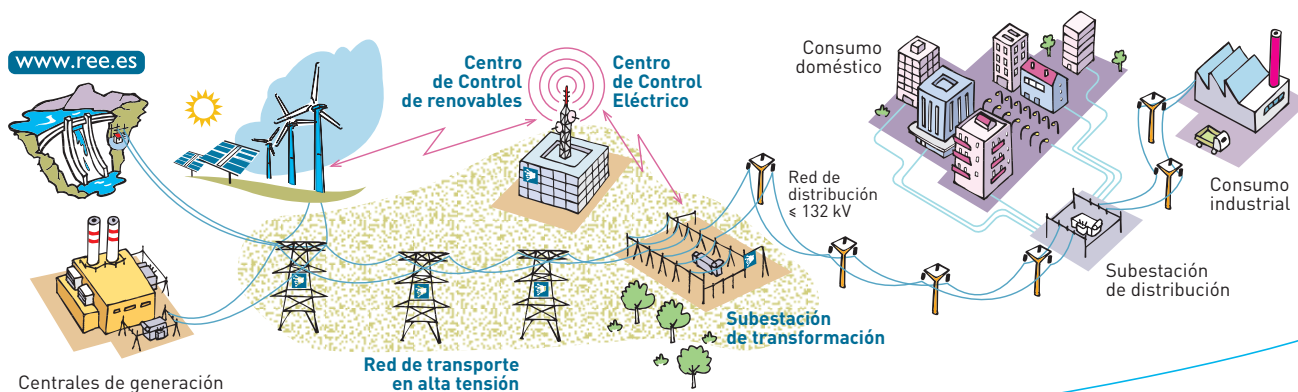 www.ree.es
Centro
de Control
de renovables
Centro
de Control
Eléctrico
Consumo
doméstico
Red de
distribución
≤ 132 kV
Consumo
industrial
Subestación
de distribución
Subestación
de transformación
Red de transporte
en alta tensión
Centrales de generación